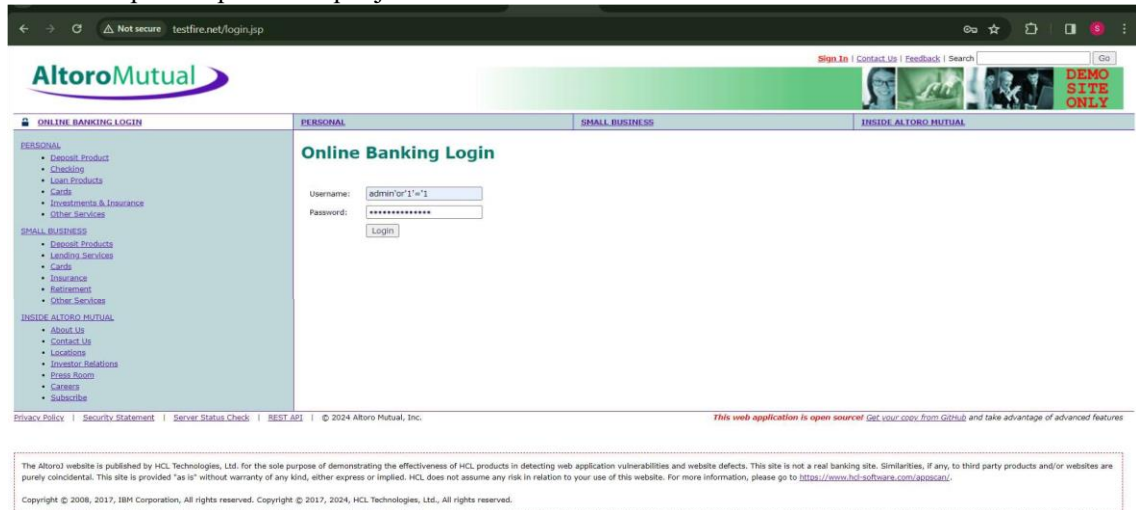 Not secure testfire.net/login.jsp
Sign In | Contact Us | Feedback | Search Go
AltoroMutual
DEMO
SITE
ONLY
ONLINE BANKING LOGIN
PERSONAL
SMALL BUSINESS
INSIDE ALTORO MUTUAL
PERSONAL
• Deposit Product
• Checking
• Loan Products
• Cards
• Investments & Insurance
• Other Services
SMALL BUSINESS
• Deposit Products
• Lending Services
• Cards
• Insurance
• Retirement
• Other Services
INSIDE ALTORO MUTUAL
• About Us
• Contact Us
• Locations
• Investor Relations
• Press Room
• Careers
• Subscribe
Online Banking Login
Username: admin'or'1'='1
Password: ••••••••••••••
Login
Privacy Policy | Security Statement | Server Status Check | REST API | © 2024 Altoro Mutual, Inc.
This web application is open source! Get your copy from GitHub and take advantage of advanced features
The AltoroJ website is published by HCL Technologies, Ltd. for the sole purpose of demonstrating the effectiveness of HCL products in detecting web application vulnerabilities and website defects. This site is not a real banking site. Similarities, if any, to third party products and/or websites are
purely coincidental. This site is provided "as is" without warranty of any kind, either express or implied. HCL does not assume any risk in relation to your use of this website. For more information, please go to https://www.hcl-software.com/appscan/.
Copyright © 2008, 2017, IBM Corporation, All rights reserved. Copyright © 2017, 2024, HCL Technologies, Ltd., All rights reserved.